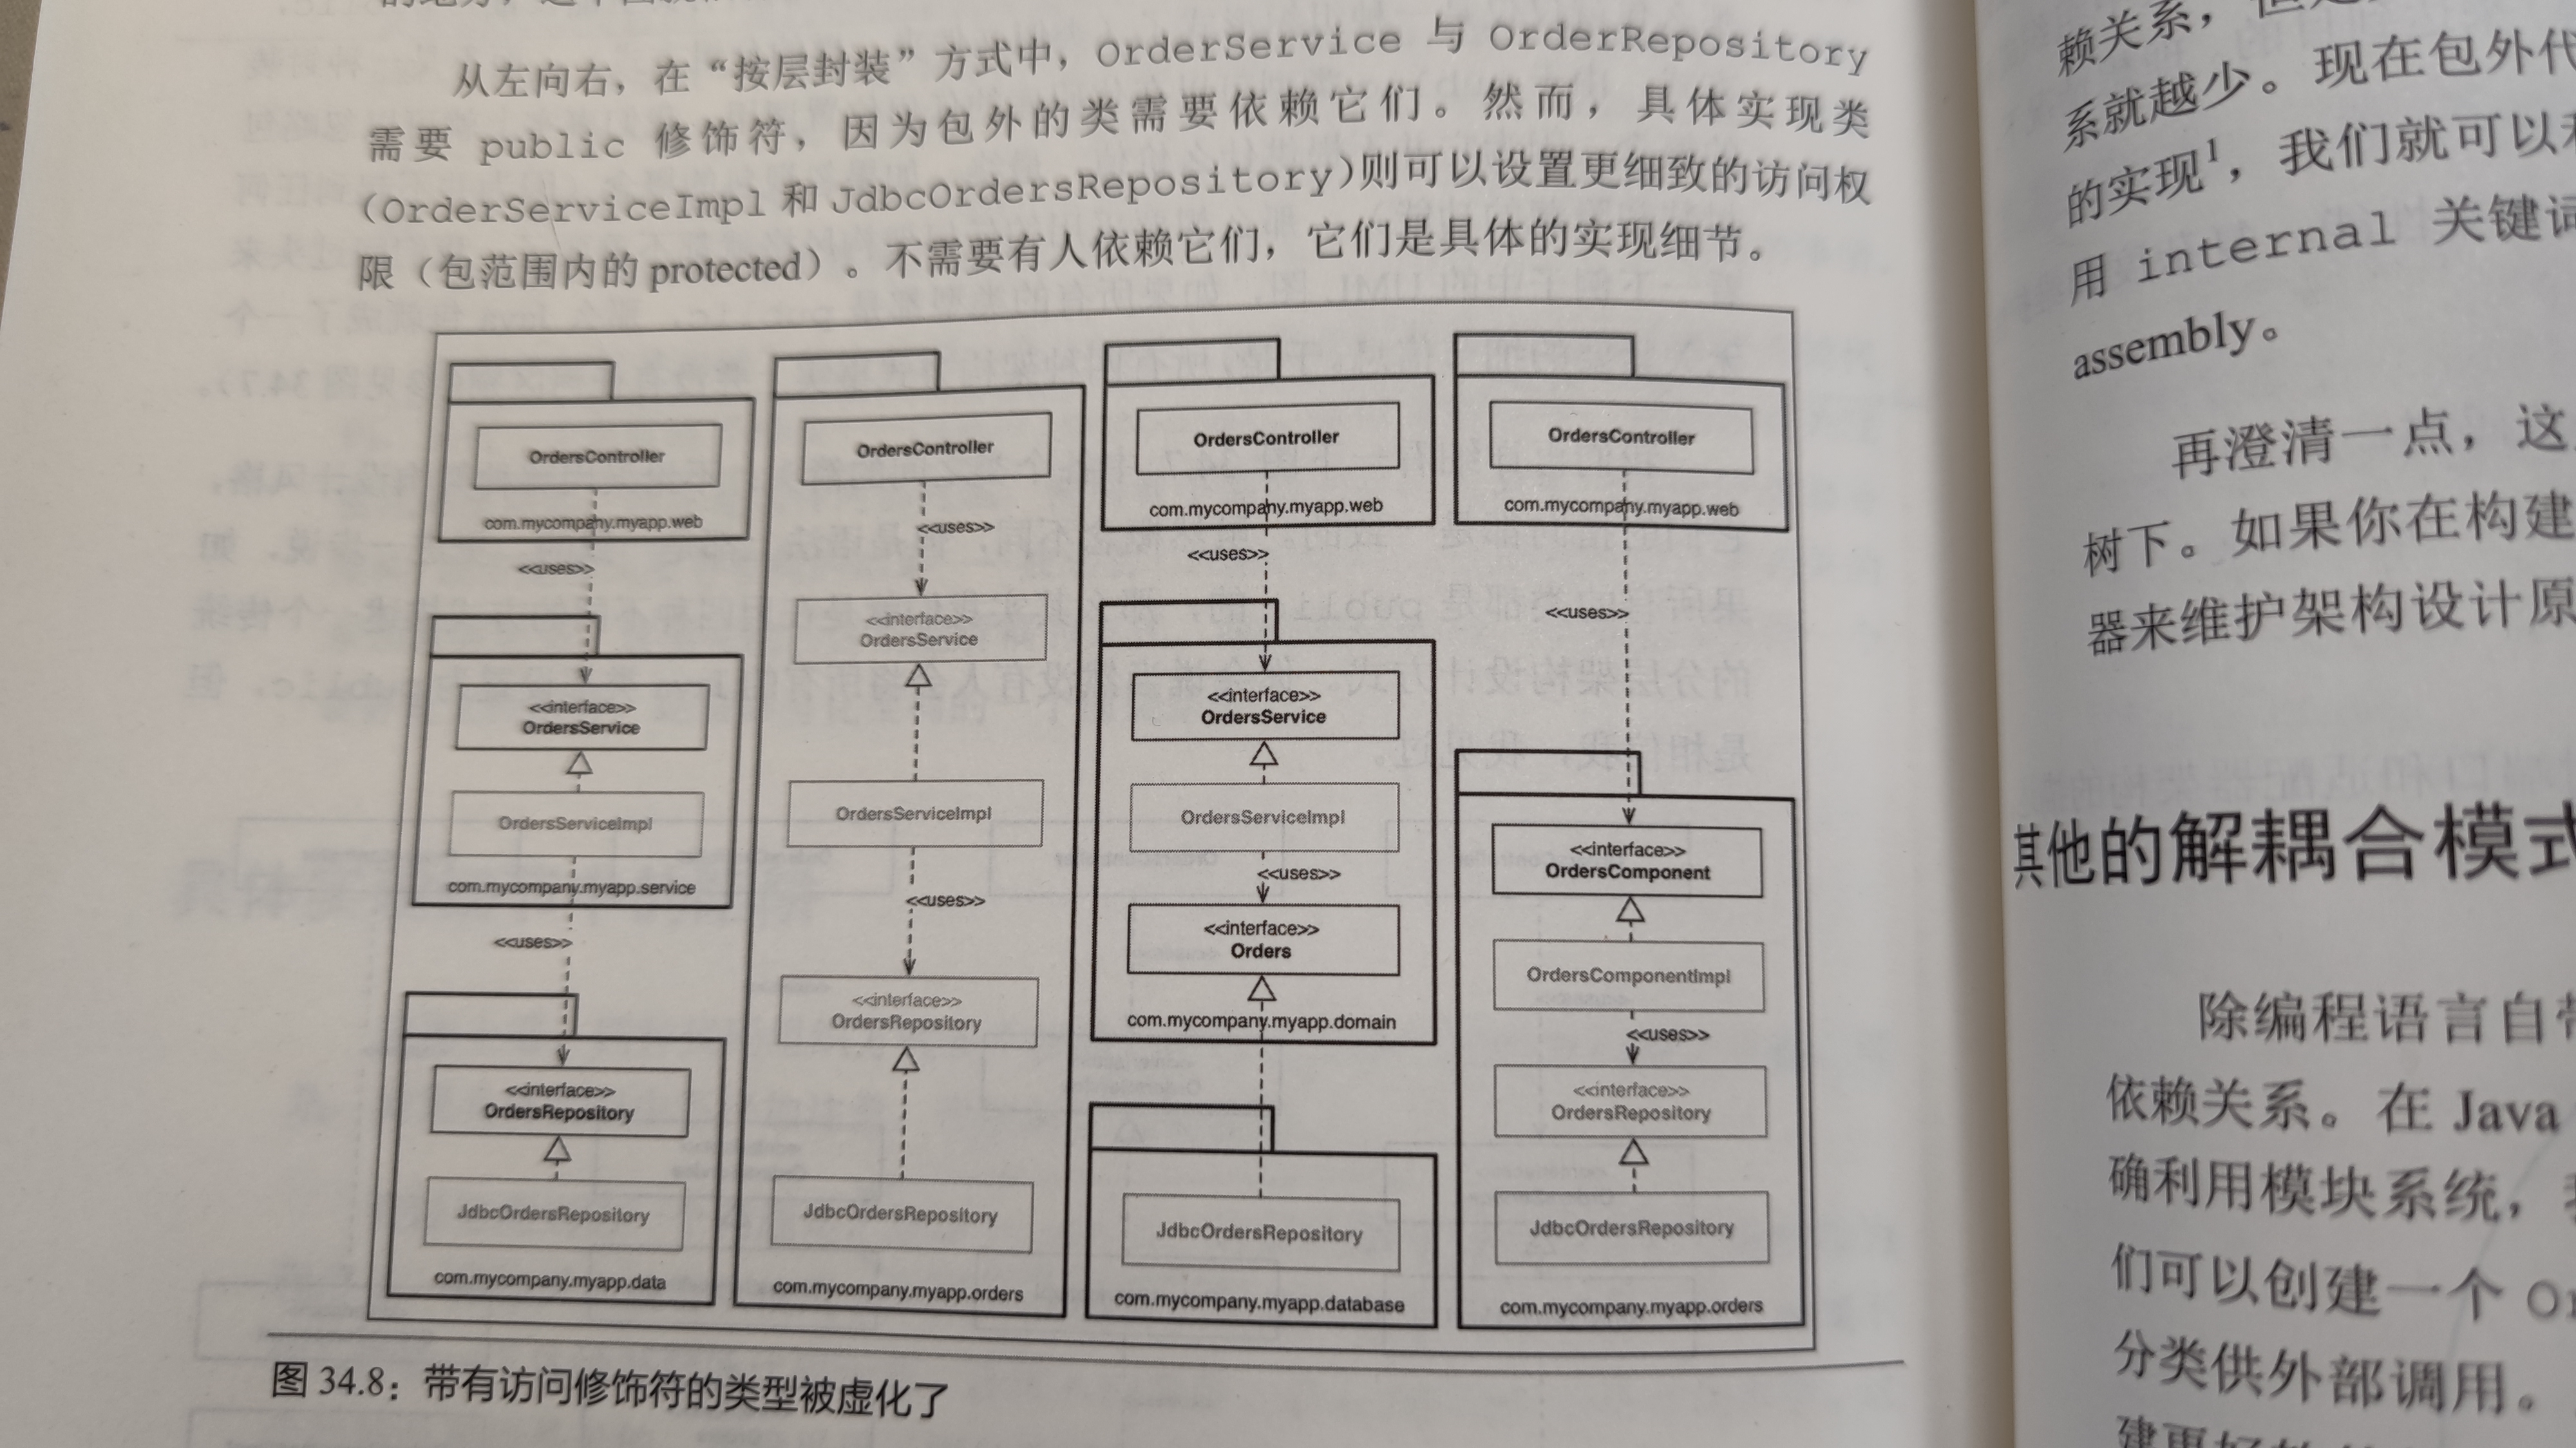 从左向右，在“按层封装”方式中，OrderService 与 OrderRepository
需要 public 修饰符，因为包外的类需要依赖它们。然而，具体实现类
（OrderServiceImpl 和 JdbcOrdersRepository)则可以设置更细致的访问权
限（包范围内的 protected）。不需要有人依赖它们，它们是具体的实现细节。
OrdersController
com.mycompany.myapp.web
<<uses>>
<<interface>>
OrdersService
OrdersServiceImpl
com.mycompany.myapp.service
<<uses>>
<<interface>>
OrdersRepository
JdbcOrdersRepository
com.mycompany.myapp.data
OrdersController
<<uses>>
<<interface>>
OrdersService
OrdersServiceImpl
<<uses>>
<<interface>>
OrdersRepository
JdbcOrdersRepository
com.mycompany.myapp.orders
OrdersController
com.mycompany.myapp.web
<<uses>>
<<interface>>
OrdersService
OrdersServiceImpl
<<uses>>
<<interface>>
Orders
com.mycompany.myapp.domain
JdbcOrdersRepository
com.mycompany.myapp.database
OrdersController
com.mycompany.myapp.web
<<uses>>
<<interface>>
OrdersComponent
OrdersComponentImpl
<<uses>>
<<interface>>
OrdersRepository
JdbcOrdersRepository
com.mycompany.myapp.orders
图 34.8：带有访问修饰符的类型被虚化了
赖关系，但是
系就越少。现在包外代
的实现1，我们就可以
用 internal 关键词
assembly。
再澄清一点，这
树下。如果你在构建
器来维护架构设计原
其他的解耦合模式
除编程语言自带
依赖关系。在 Java
确利用模块系统，
们可以创建一个
分类供外部调用。